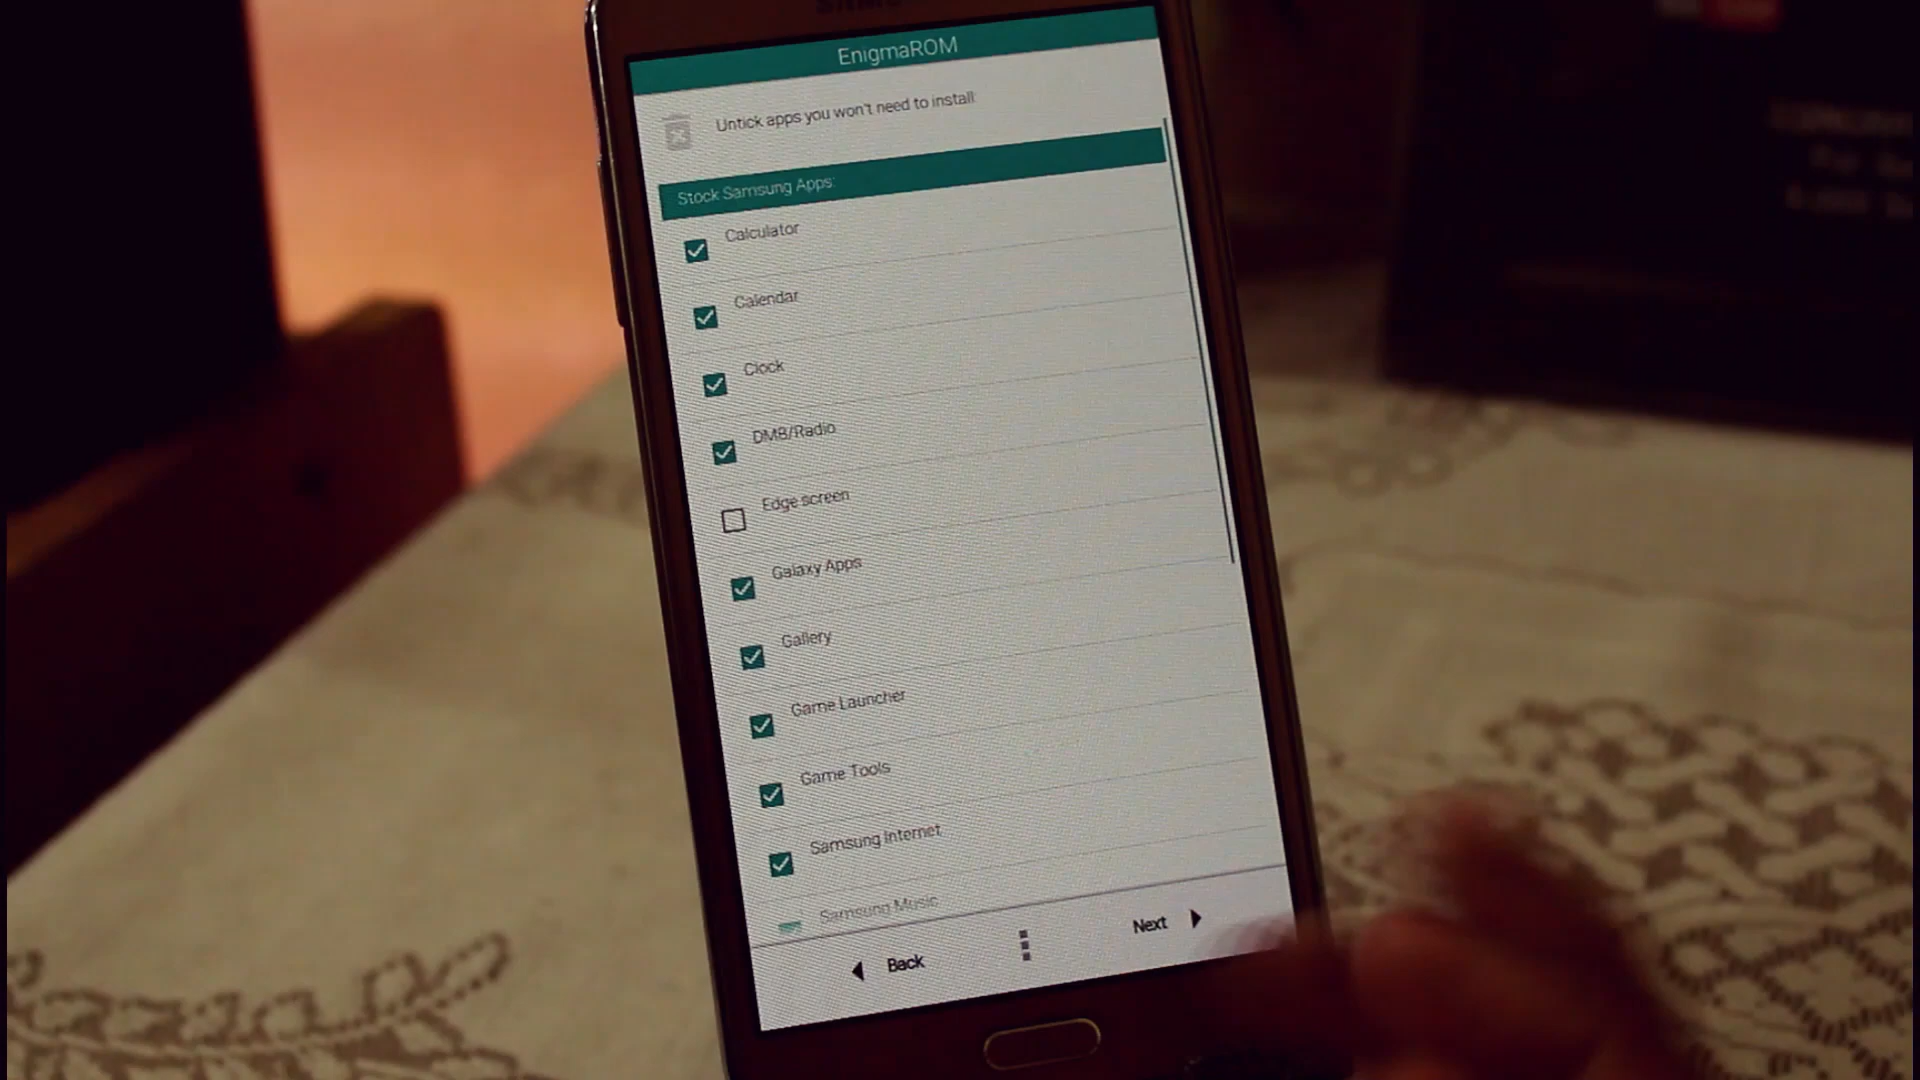 EnigmaROM
Untick apps you won't need to install:
Stock Samsung Apps:
Calculator
Calendar
Clock
DMB/Radio
Edge screen
Galaxy Apps
Gallery
Game Launcher
Game Tools
Samsung Internet
Samsung Music
Back
Next